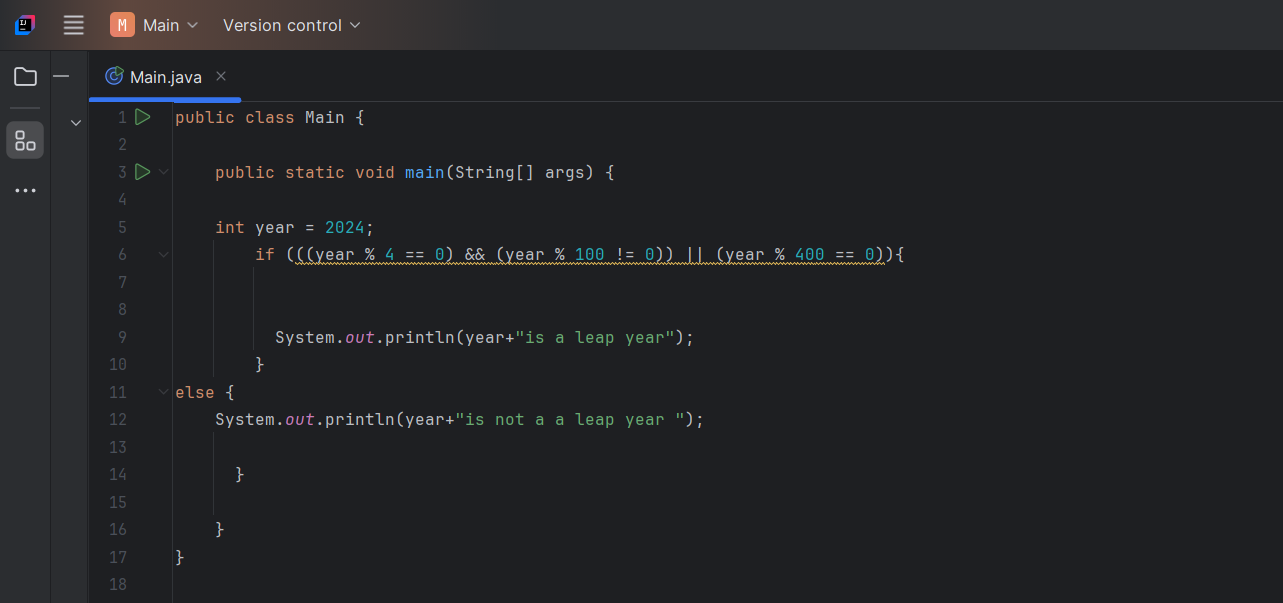 M Main Version control
Main.java
1 public class Main {
2
3 public static void main(String[] args) {
4
5 int year = 2024;
6 if (((year % 4 == 0) && (year % 100 != 0)) || (year % 400 == 0)){
7
8
9 System.out.println(year+"is a leap year");
10 }
11 else {
12 System.out.println(year+"is not a a leap year ");
13
14 }
15
16 }
17 }
18